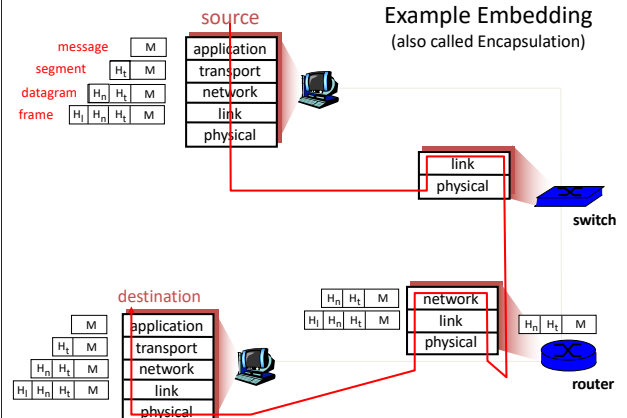 Example Embedding
(also called Encapsulation)
source
message M
segment Ht M
datagram Hn Ht M
frame Hl Hn Ht M
application
transport
network
link
physical
link
physical
switch
destination
M
Ht M
Hn Ht M
Hl Hn Ht M
application
transport
network
link
physical
Hn Ht M
Hl Hn Ht M
network
link
physical
Hn Ht M
router